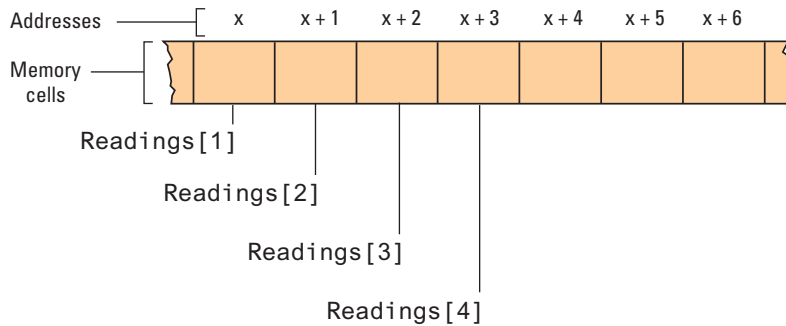 Addresses x x + 1 x + 2 x + 3 x + 4 x + 5 x + 6
Memory
cells
Readings[1]
Readings[2]
Readings[3]
Readings[4]